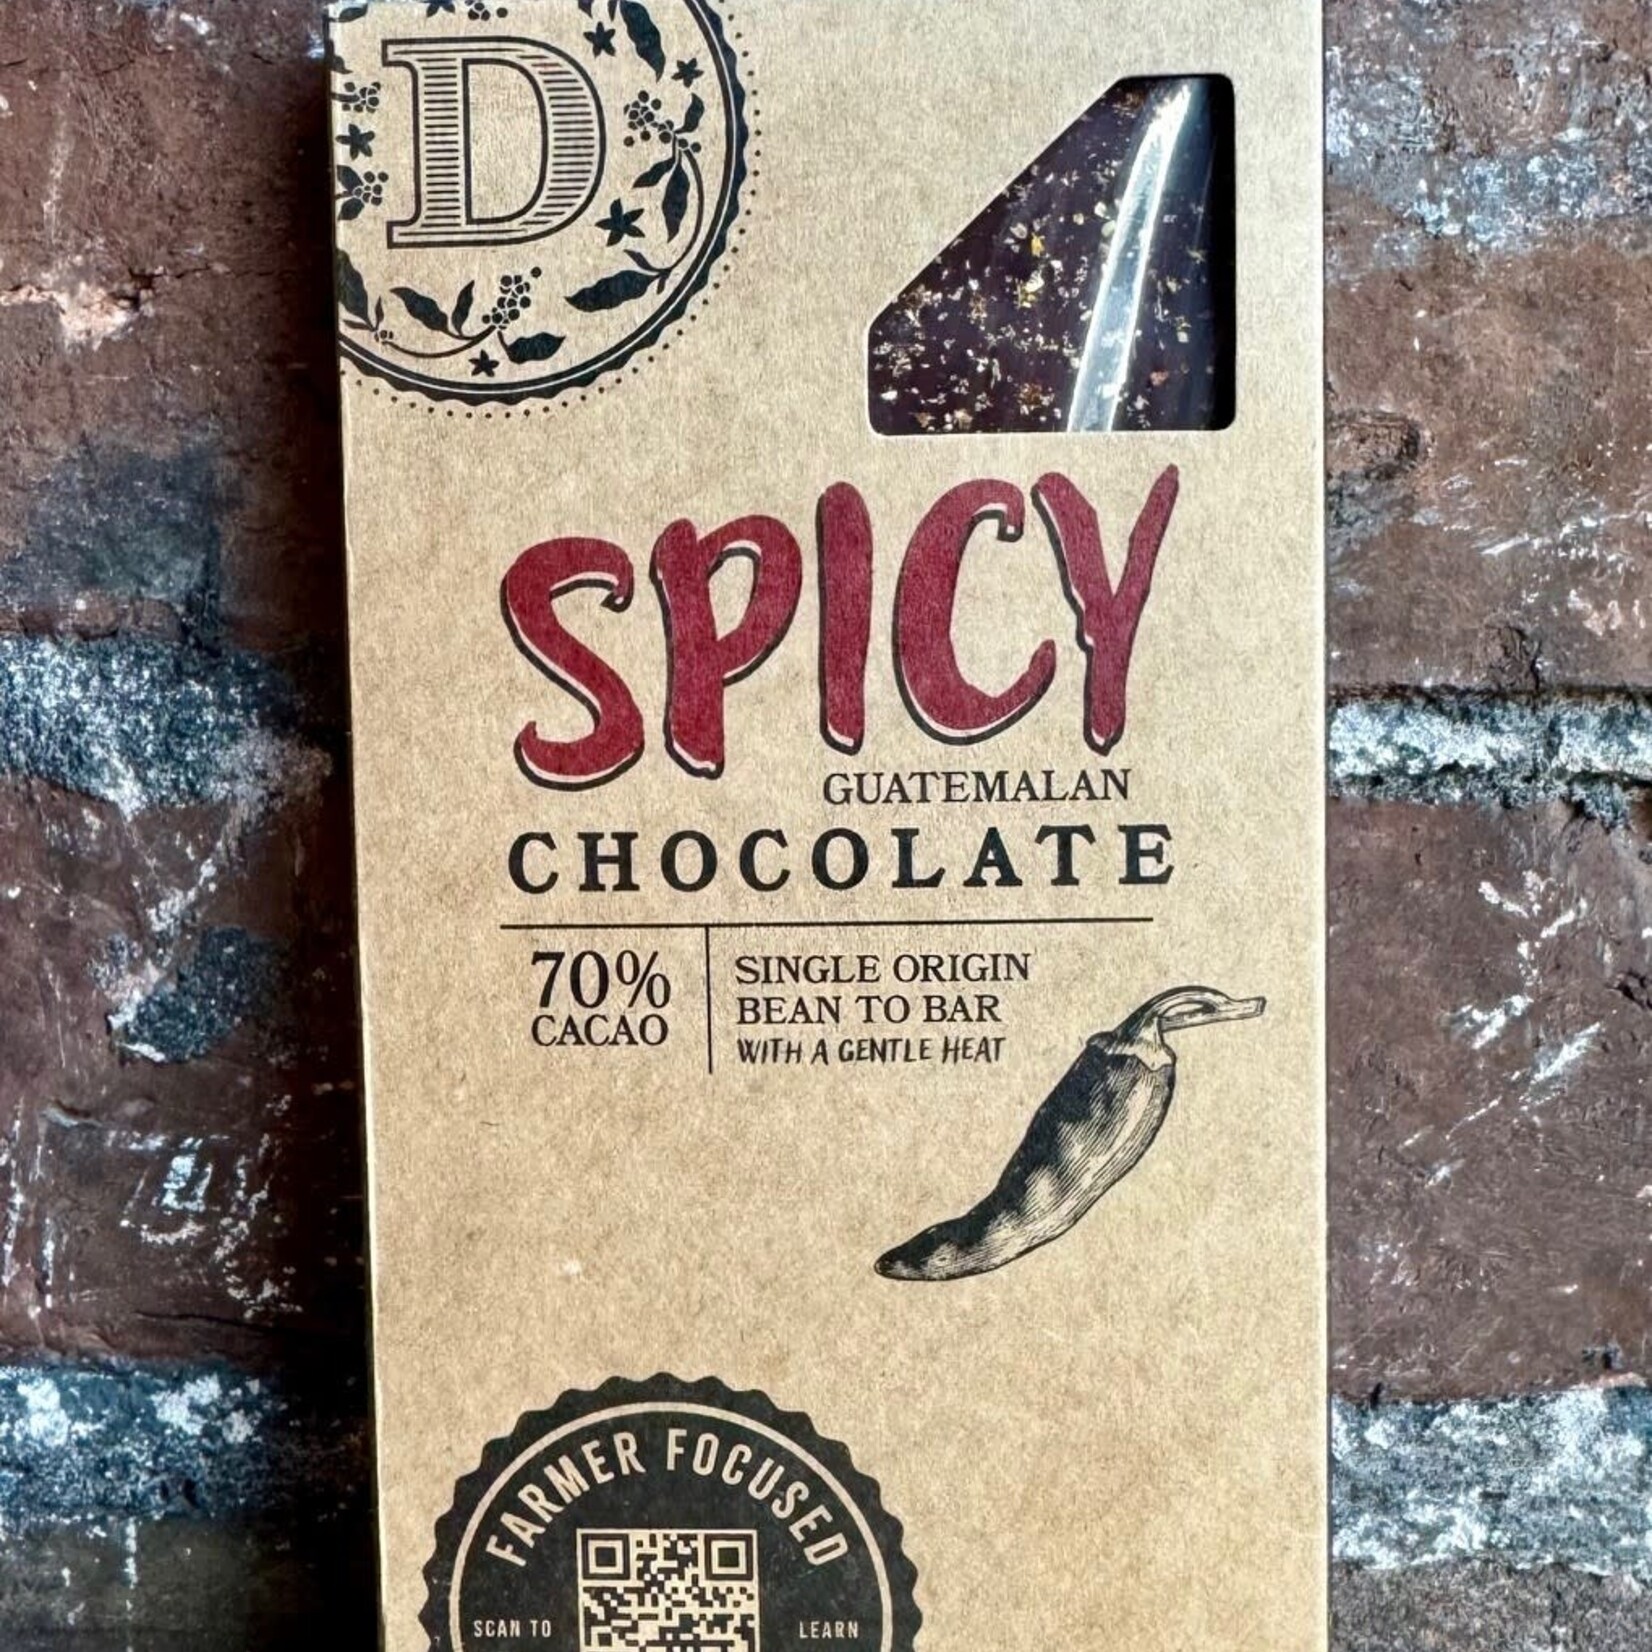 D
SPICY
GUATEMALAN
CHOCOLATE
70%
CACAO
SINGLE ORIGIN
BEAN TO BAR
WITH A GENTLE HEAT
FARMER FOCUSED
SCAN TO
LEARN